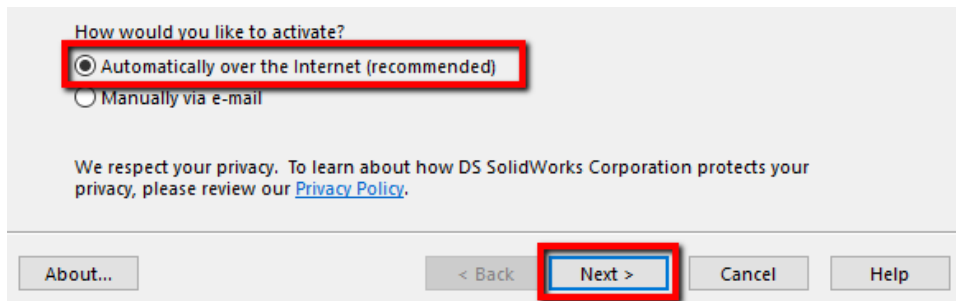 How would you like to activate?
Automatically over the Internet (recommended)
Manually via e-mail
We respect your privacy. To learn about how DS SolidWorks Corporation protects your
privacy, please review our Privacy Policy.
About... < Back Next > Cancel Help